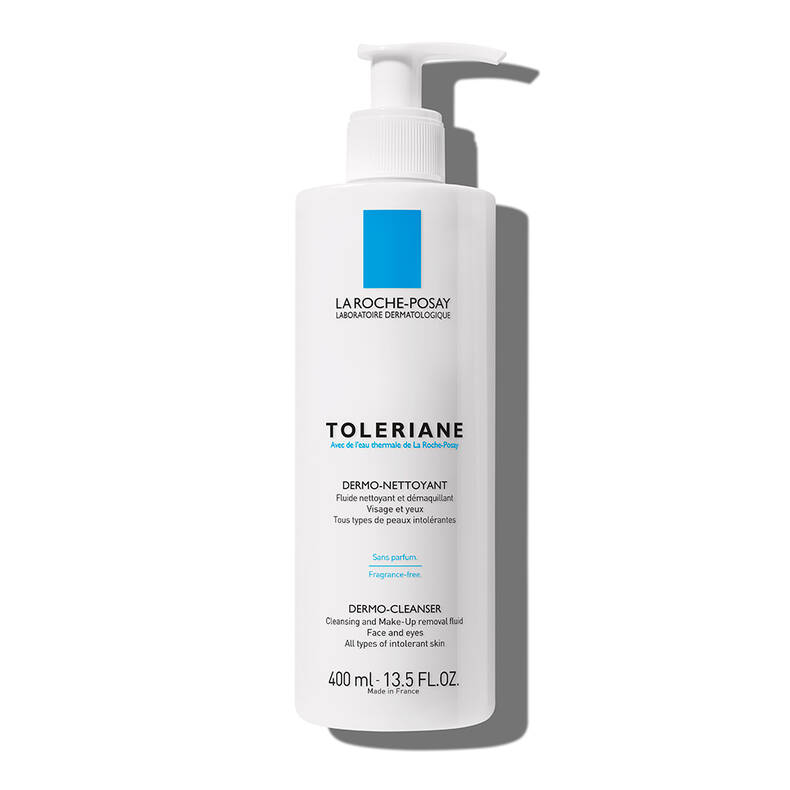 LA ROCHE-POSAY
LABORATOIRE DERMATOLOGIQUE
TOLERIANE
Avec de l'eau thermale de La Roche-Posay
DERMO-NETTOYANT
Fluide nettoyant et démaquillant
Visage et yeux
Tous types de peaux intolérantes
Sans parfum.
Fragrance-free.
DERMO-CLEANSER
Cleansing and Make-Up removal fluid
Face and eyes
All types of intolerant skin
400 ml - 13.5 FL.OZ.
Made in France